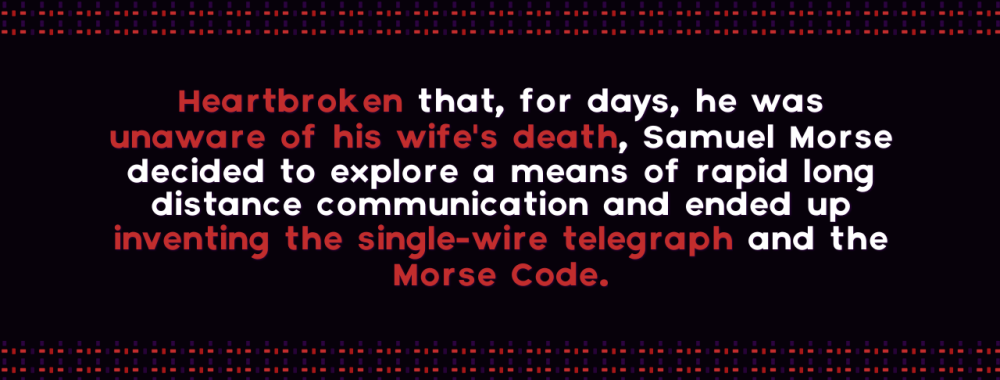 Heartbroken that, for days, he was
unaware of his wife's death, Samuel Morse
decided to explore a means of rapid long
distance communication and ended up
inventing the single-wire telegraph and the
Morse Code.